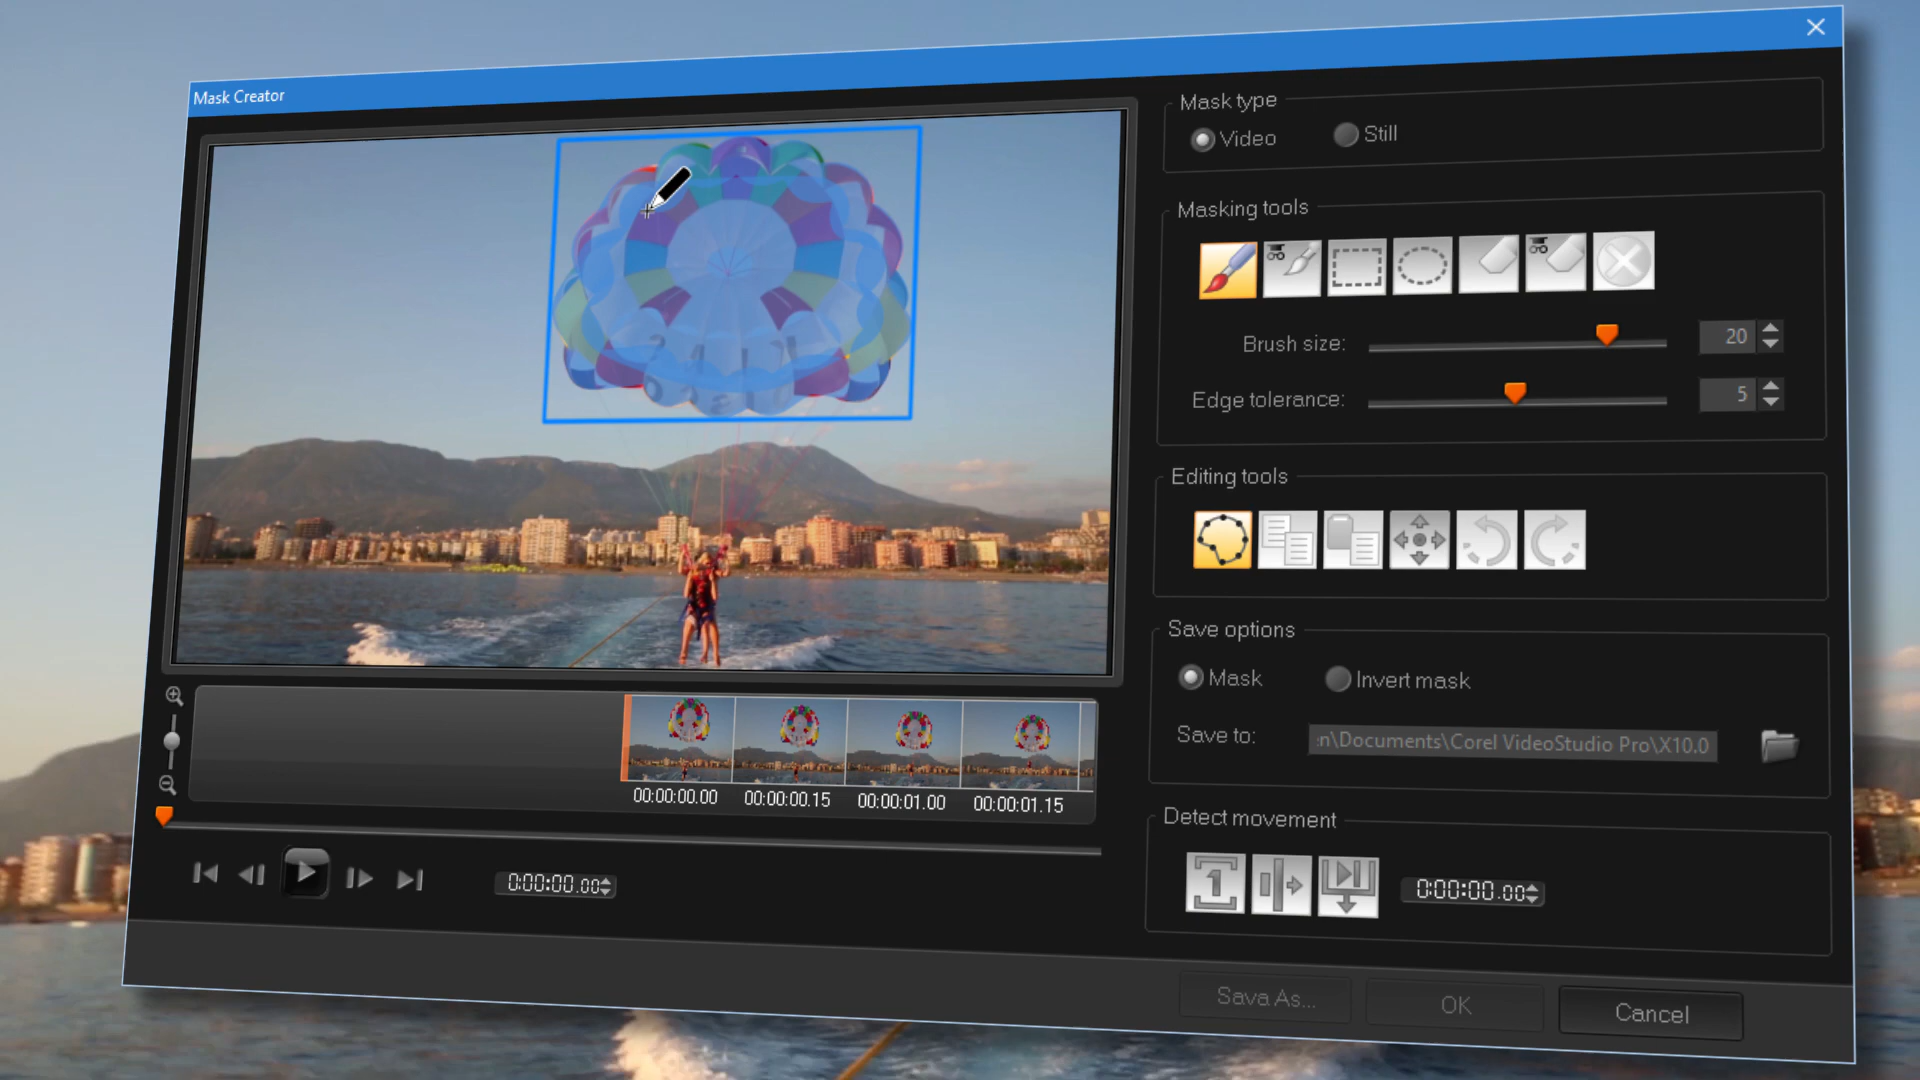 Mask Creator
Mask type
Video
Still
Masking tools
Brush size:
20
Edge tolerance:
5
Editing tools
Save options
Mask
Invert mask
Save to:
:n\Documents\Corel VideoStudio Pro\X10.0
00:00:00.00
00:00:00.15
00:00:01.00
00:00:01.15
Detect movement
1
0:00:00.00
0:00:00.00
Sava As...
OK
Cancel